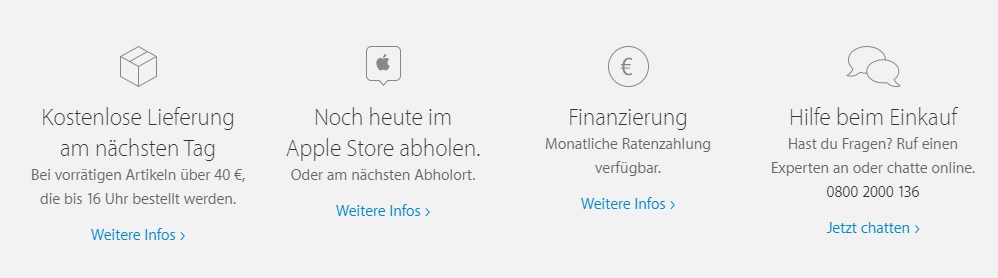 Kostenlose Lieferung
am nächsten Tag
Bei vorrätigen Artikeln über 40 €,
die bis 16 Uhr bestellt werden.
Weitere Infos ›
Noch heute im
Apple Store abholen.
Oder am nächsten Abholort.
Weitere Infos ›
€
Finanzierung
Monatliche Ratenzahlung
verfügbar.
Weitere Infos ›
Hilfe beim Einkauf
Hast du Fragen? Ruf einen
Experten an oder chatte online.
0800 2000 136
Jetzt chatten ›